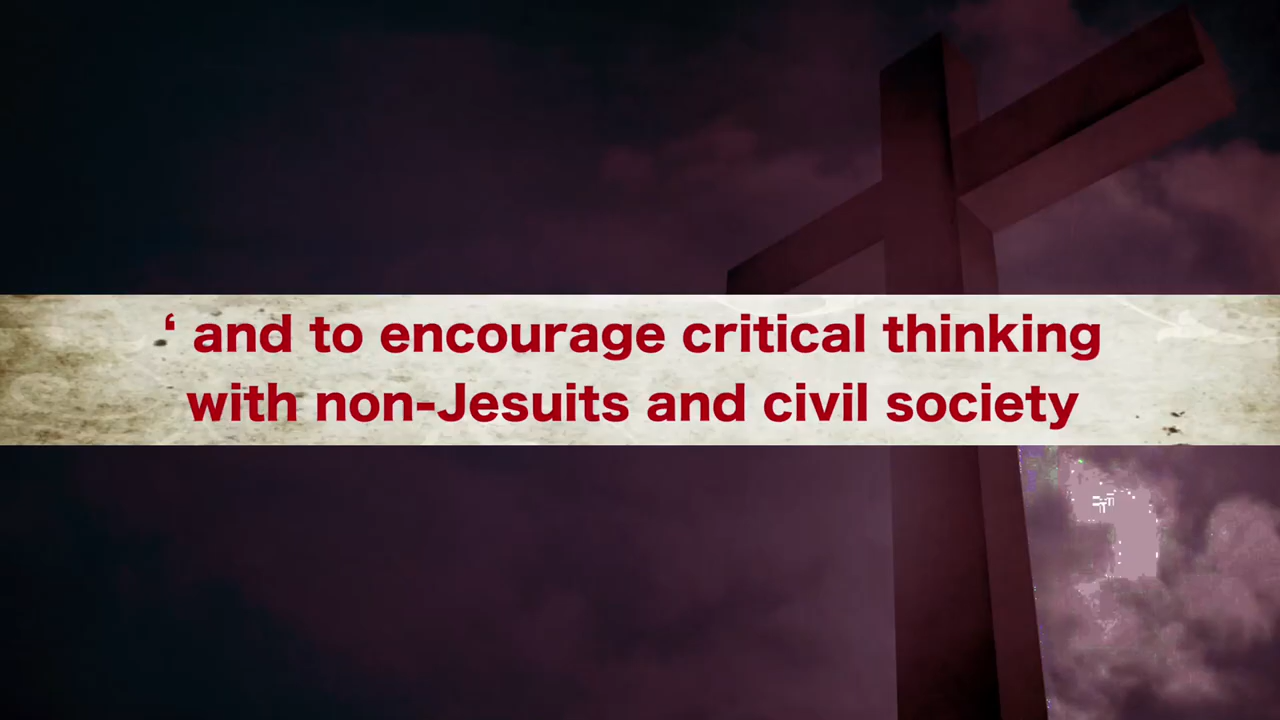 ‘ and to encourage critical thinking
with non-Jesuits and civil society